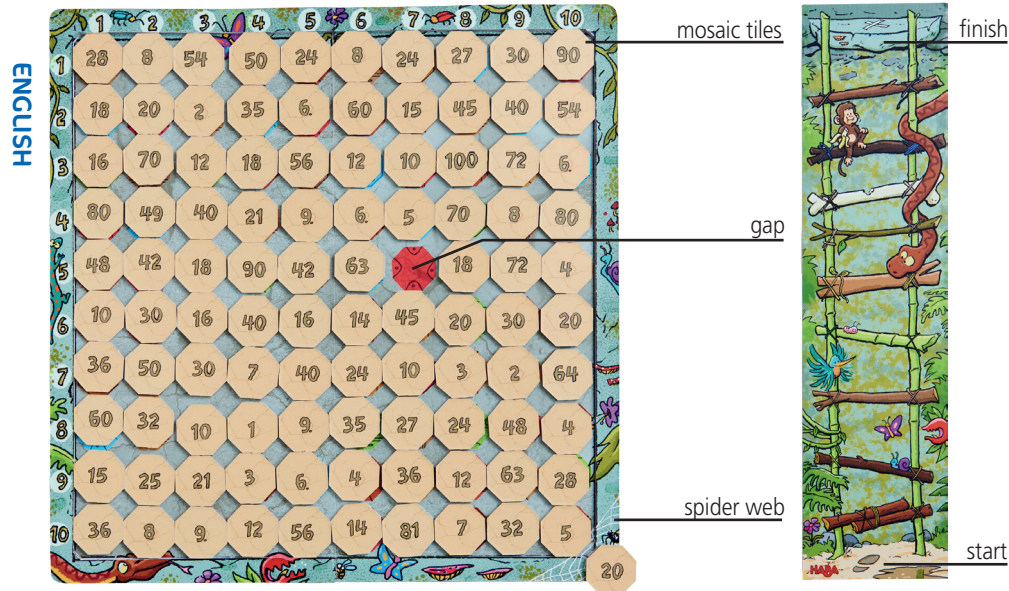 ENGLISH
1 2 3 4 5 6 7 8 9 10
1 28 8 54 50 24 8 24 27 30 90
2 18 20 2 35 6. 60 15 45 40 54
3 16 70 12 18 56 12 10 100 72 6.
4 80 49 40 21 9. 6. 5 70 8 80
5 48 42 18 90 42 63 18 72 4
6 10 30 16 40 16 14 45 20 30 20
7 36 50 30 7 40 24 10 3 2 64
8 60 32 10 1 9. 35 27 24 48 4
9 15 25 21 3 6. 4 36 12 63 28
10 36 8 9. 12 56 14 81 7 32 5
20
mosaic tiles
gap
spider web
finish
start
HABA